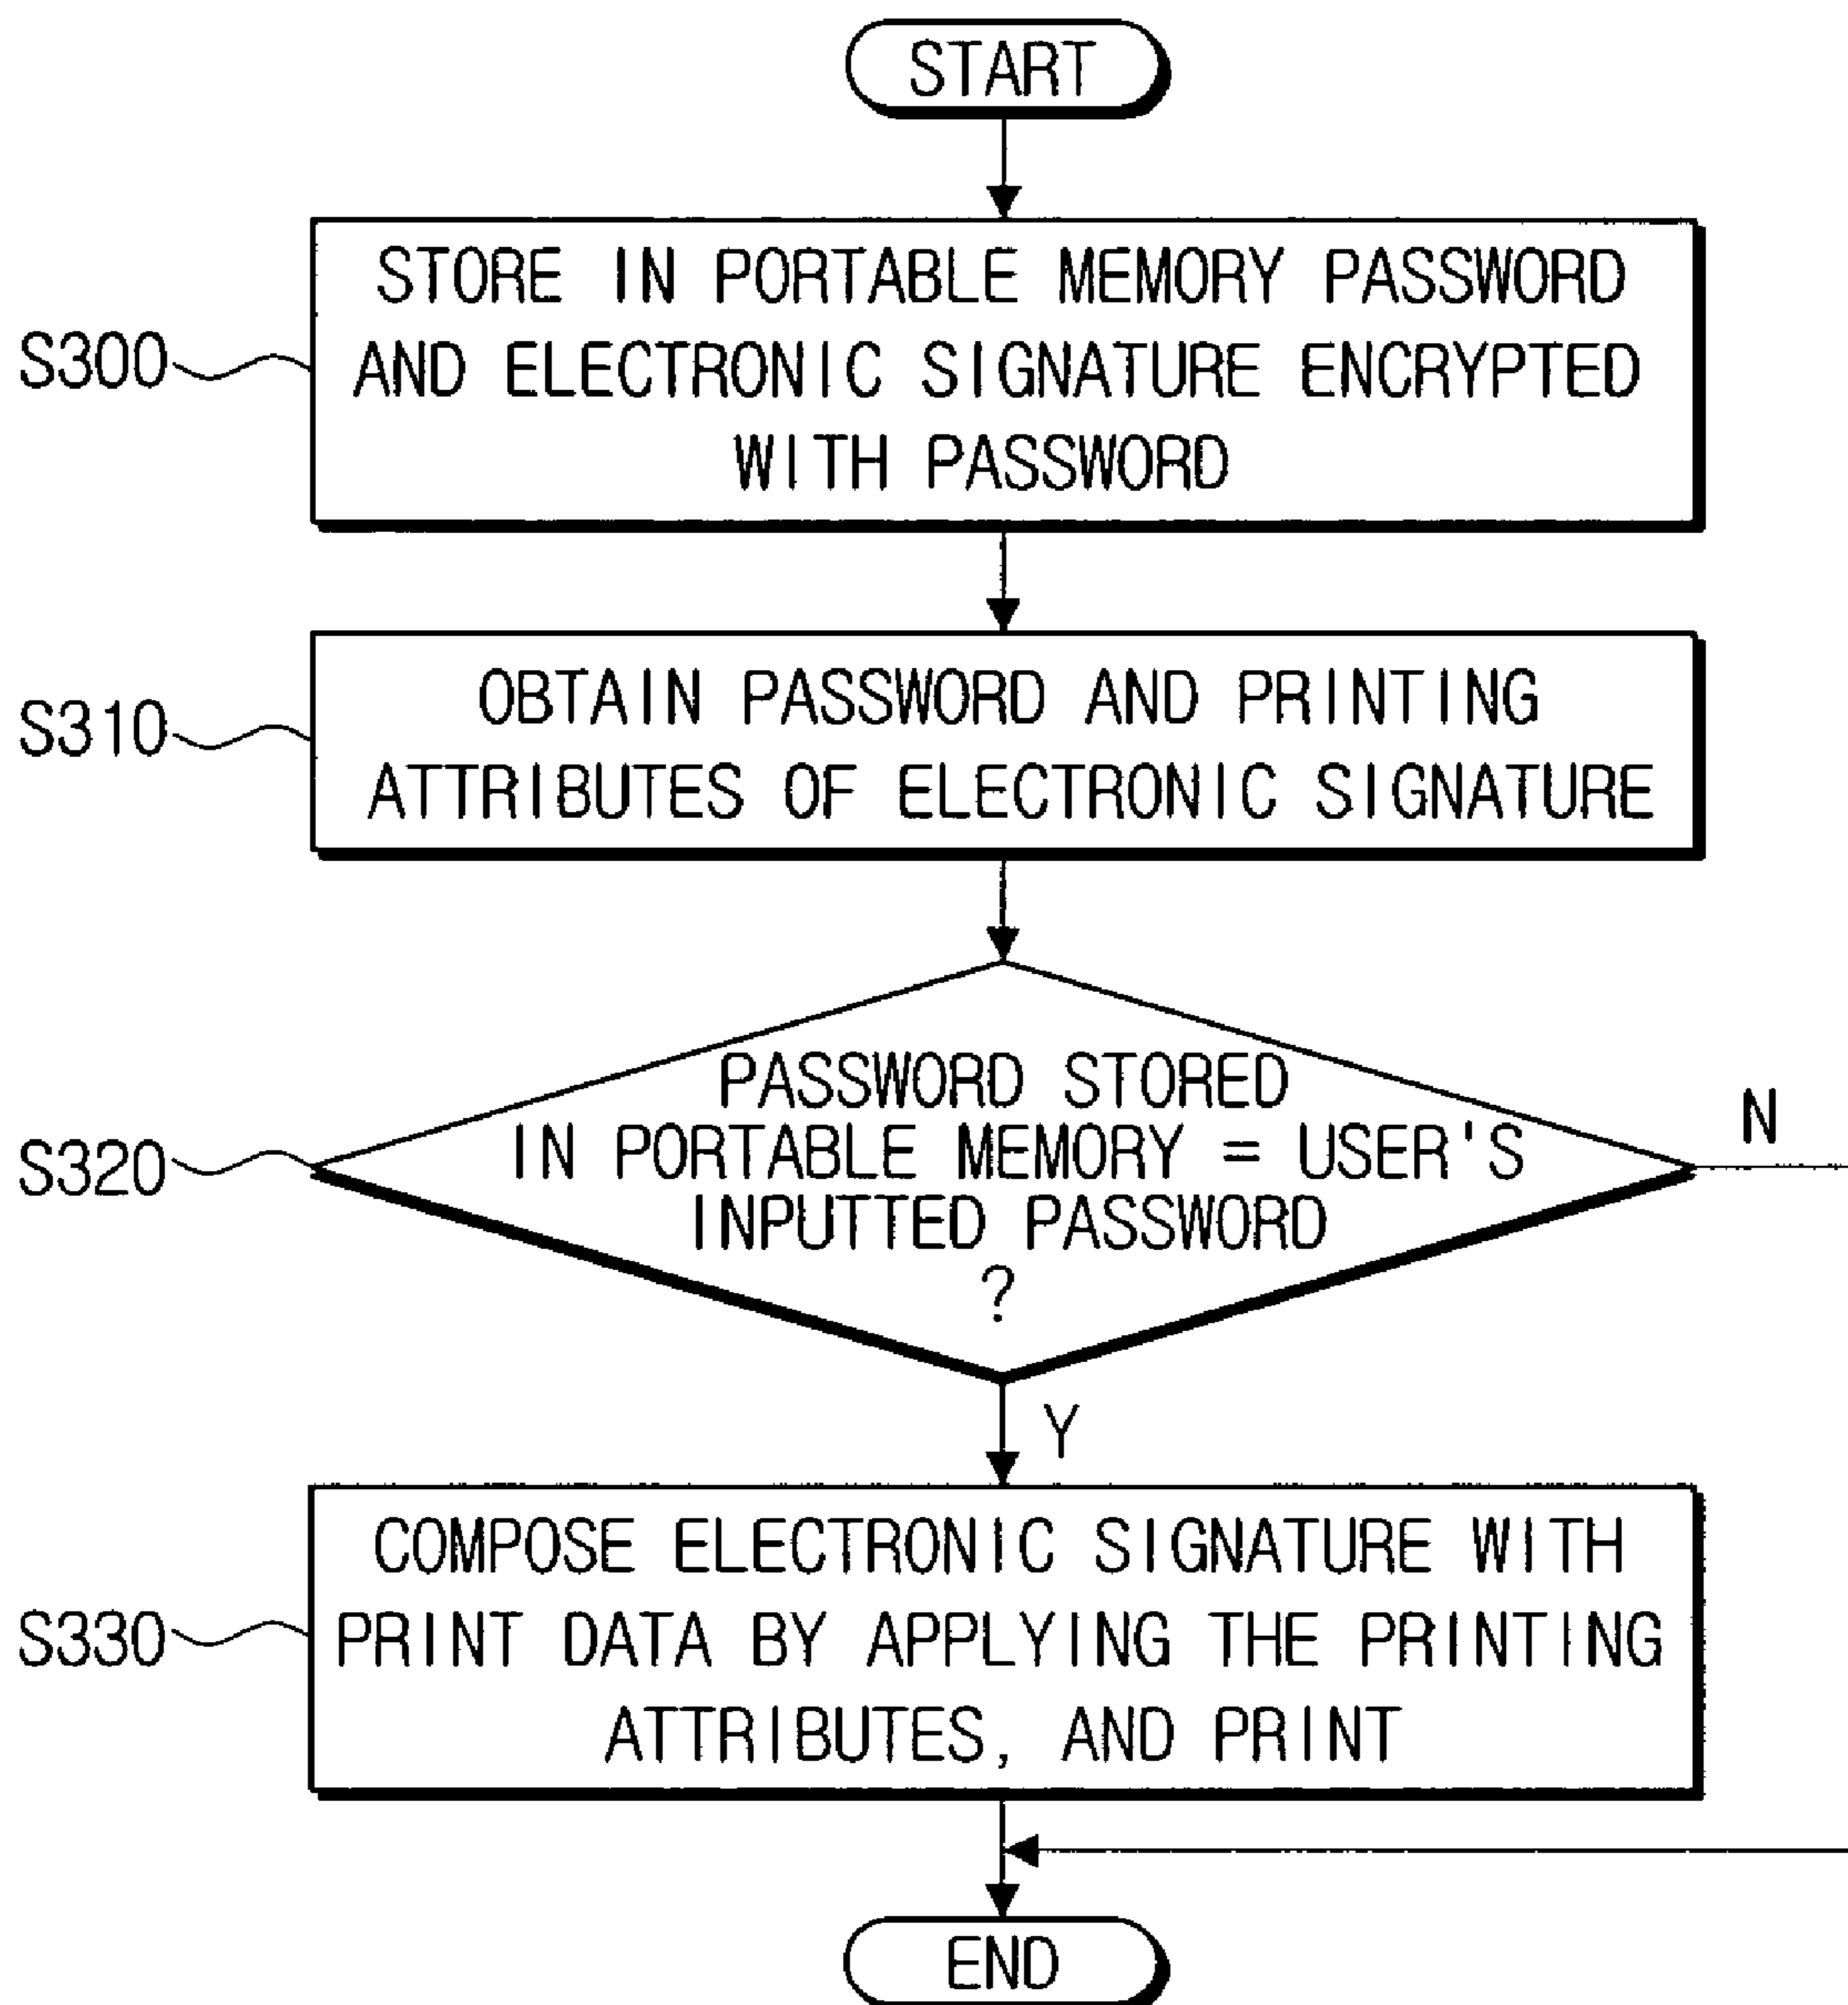 START
STORE IN PORTABLE MEMORY PASSWORD
S300
AND ELECTRONIC SIGNATURE ENCRYPTED
WITH PASSWORD
OBTAIN PASSWORD AND PRINTING
S310
ATTRIBUTES OF ELECTRONIC SIGNATURE
PASSWORD STORED
N
S320
IN PORTABLE MEMORY = USER'S
INPUTTED PASSWORD
?
Y
COMPOSE ELECTRONIC SIGNATURE WITH
S330
PRINT DATA BY APPLYING THE PRINTING
ATTRIBUTES, AND PRINT
END